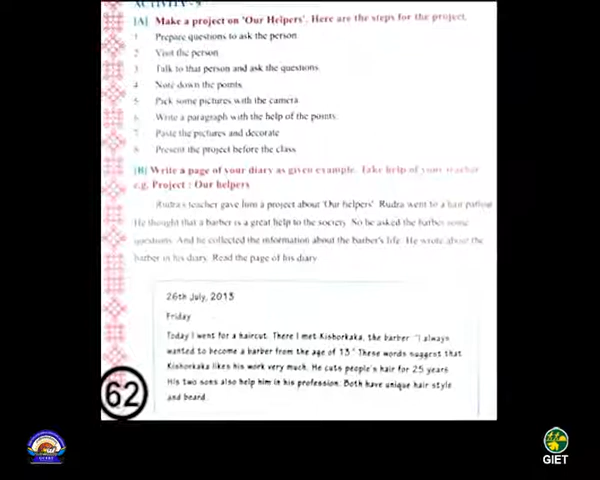 ACTIVITY - 9
[A] Make a project on 'Our Helpers'. Here are the steps for the project.
1 Prepare questions to ask the person
2 Visit the person
3 Talk to that person and ask the questions
4 Note down the points
5 Pick some pictures with the camera
6 Write a paragraph with the help of the points.
7 Paste the pictures and decorate
8 Present the project before the class
[B] Write a page of your diary as given example. Take help of your teacher
e.g. Project : Our helpers
Rudra's teacher gave him a project about 'Our helpers' Rudra went to a hair parlour
He thought that a barber is a great help to the society. So he asked the barber some
questions. And he collected the information about the barber's life. He wrote about the
barber in his diary. Read the page of his diary
26th July, 2013
Friday
Today I went for a haircut. There I met Kishorkaka, the barber "I always
wanted to become a barber from the age of 13" These words suggest that
Kishorkaka likes his work very much. He cuts people's hair for 25 years
His two sons also help him in his profession. Both have unique hair style
and beard.
62
GIET